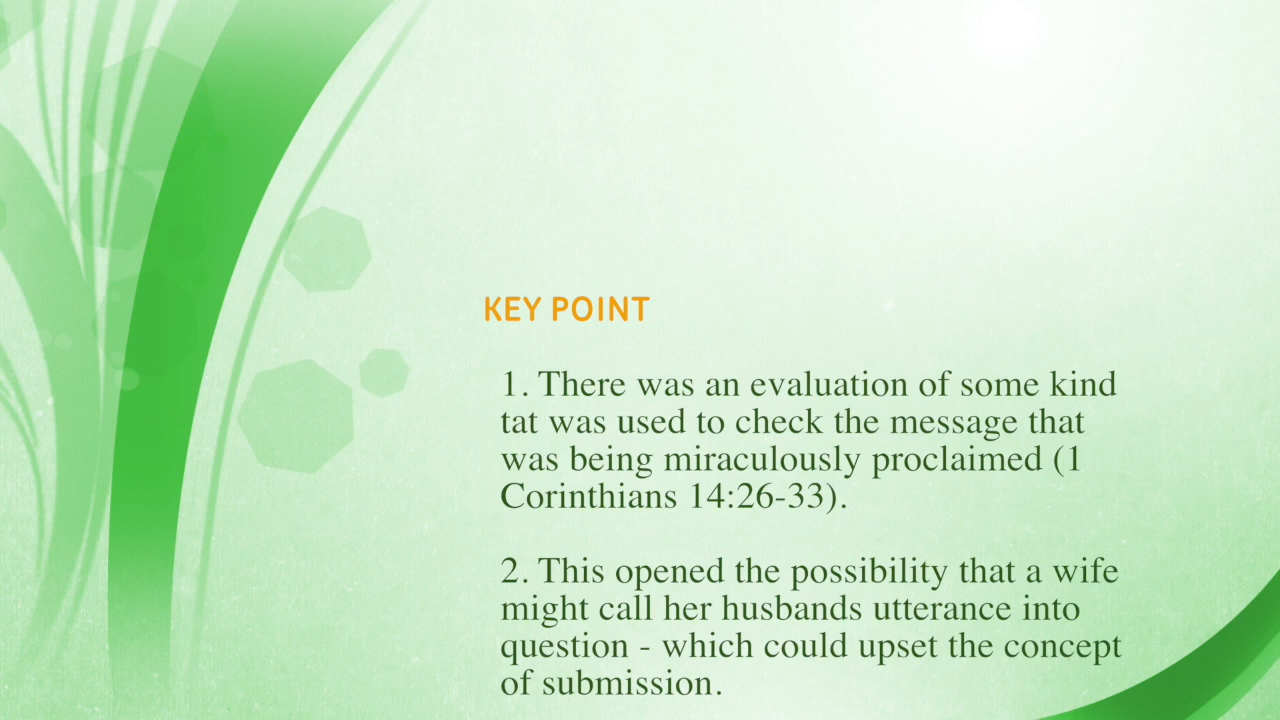 KEY POINT
1. There was an evaluation of some kind
tat was used to check the message that
was being miraculously proclaimed (1
Corinthians 14:26-33).
2. This opened the possibility that a wife
might call her husbands utterance into
question - which could upset the concept
of submission.